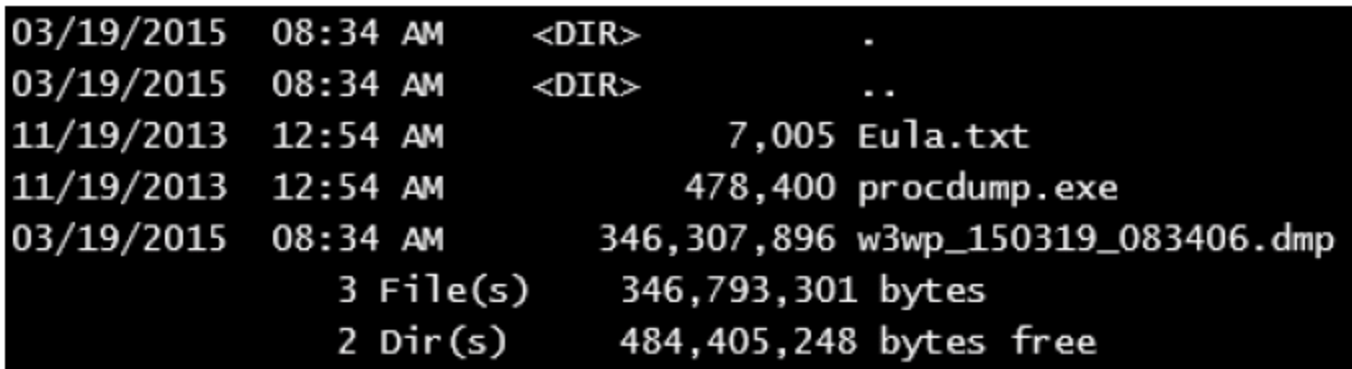 03/19/2015  08:34 AM    <DIR>          .
03/19/2015  08:34 AM    <DIR>          ..
11/19/2013  12:54 AM             7,005 Eula.txt
11/19/2013  12:54 AM           478,400 procdump.exe
03/19/2015  08:34 AM       346,307,896 w3wp_150319_083406.dmp
               3 File(s)    346,793,301 bytes
               2 Dir(s)     484,405,248 bytes free